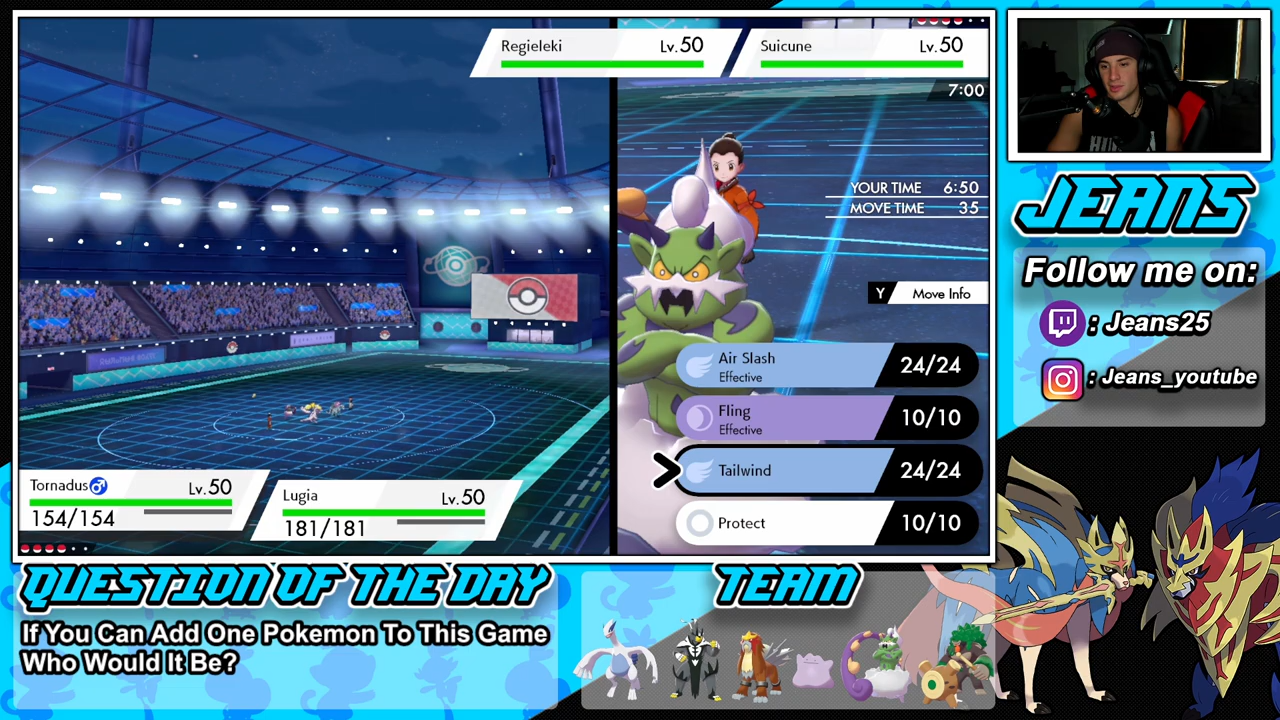 Regieleki Lv. 50
Suicune Lv. 50
7:00
YOUR TIME 6:50
MOVE TIME 35
Y Move Info
Air Slash 24/24
Effective
Fling 10/10
Effective
Tailwind 24/24
Protect 10/10
Tornadus♂ Lv. 50
154/154
Lugia Lv. 50
181/181
JEANS
Follow me on:
: Jeans25
: Jeans_youtube
QUESTION OF THE DAY
If You Can Add One Pokemon To This Game
Who Would It Be?
TEAM